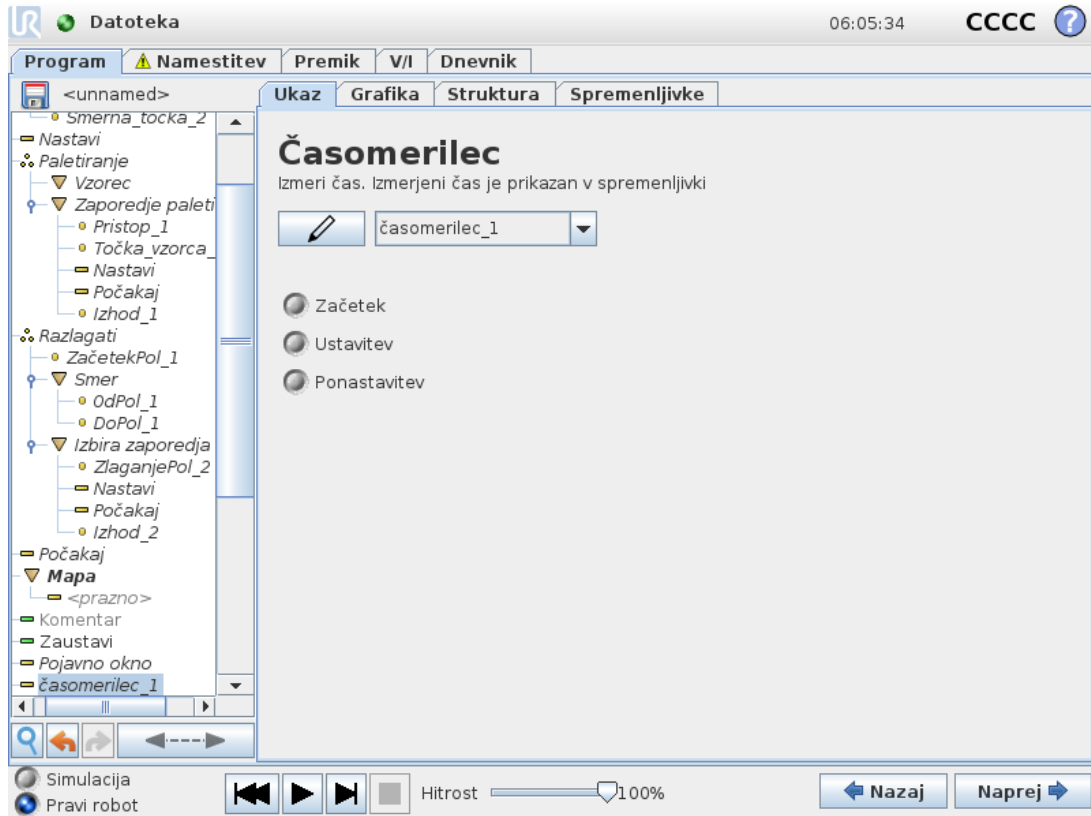 UR Datoteka 06:05:34 CCCC ?
Program Namestitev Premik V/I Dnevnik
<unnamed>
Ukaz Grafika Struktura Spremenljivke
Smerna_točka_2
Nastavi
Paletiranje
Vzorec
Zaporedje paleti
Pristop_1
Točka_vzorca_
Nastavi
Počakaj
Izhod_1
Razlagati
ZačetekPol_1
Smer
OdPol_1
DoPol_1
Izbira zaporedja
ZlaganjePol_2
Nastavi
Počakaj
Izhod_2
Počakaj
Mapa
<prazno>
Komentar
Zaustavi
Pojavno okno
časomerilec_1
Časomerilec
Izmeri čas. Izmerjeni čas je prikazan v spremenljivki
časomerilec_1
Začetek
Ustavitev
Ponastavitev
Simulacija
Pravi robot
Hitrost 100%
Nazaj Naprej